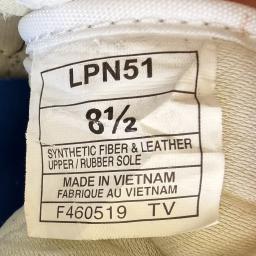 LPN51
8½
SYNTHETIC FIBER & LEATHER
UPPER / RUBBER SOLE
MADE IN VIETNAM
FABRIQUE AU VIETNAM
F460519 TV